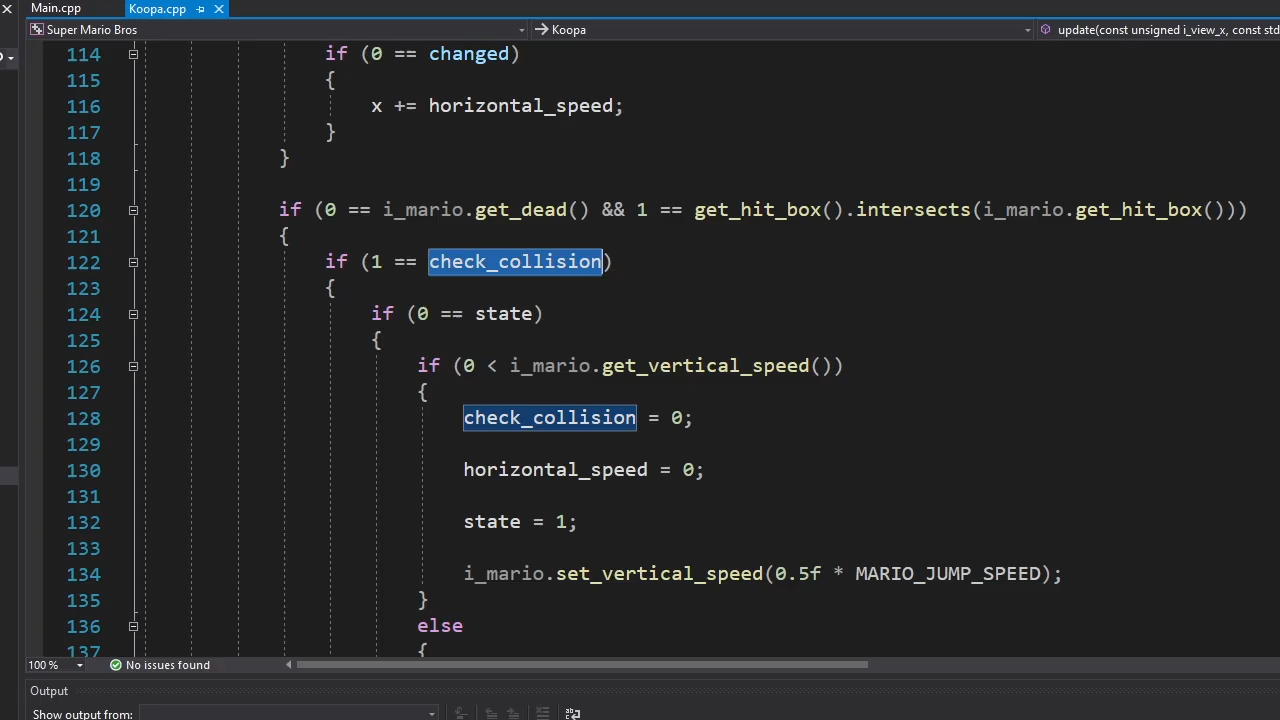 Main.cpp Koopa.cpp
Super Mario Bros Koopa update(const unsigned i_view_x, const std
114 if (0 == changed)
115 {
116 x += horizontal_speed;
117 }
118 }
119
120 if (0 == i_mario.get_dead() && 1 == get_hit_box().intersects(i_mario.get_hit_box()))
121 {
122 if (1 == check_collision)
123 {
124 if (0 == state)
125 {
126 if (0 < i_mario.get_vertical_speed())
127 {
128 check_collision = 0;
129
130 horizontal_speed = 0;
131
132 state = 1;
133
134 i_mario.set_vertical_speed(0.5f * MARIO_JUMP_SPEED);
135 }
136 else
137 {
100 % No issues found
Output
Show output from: